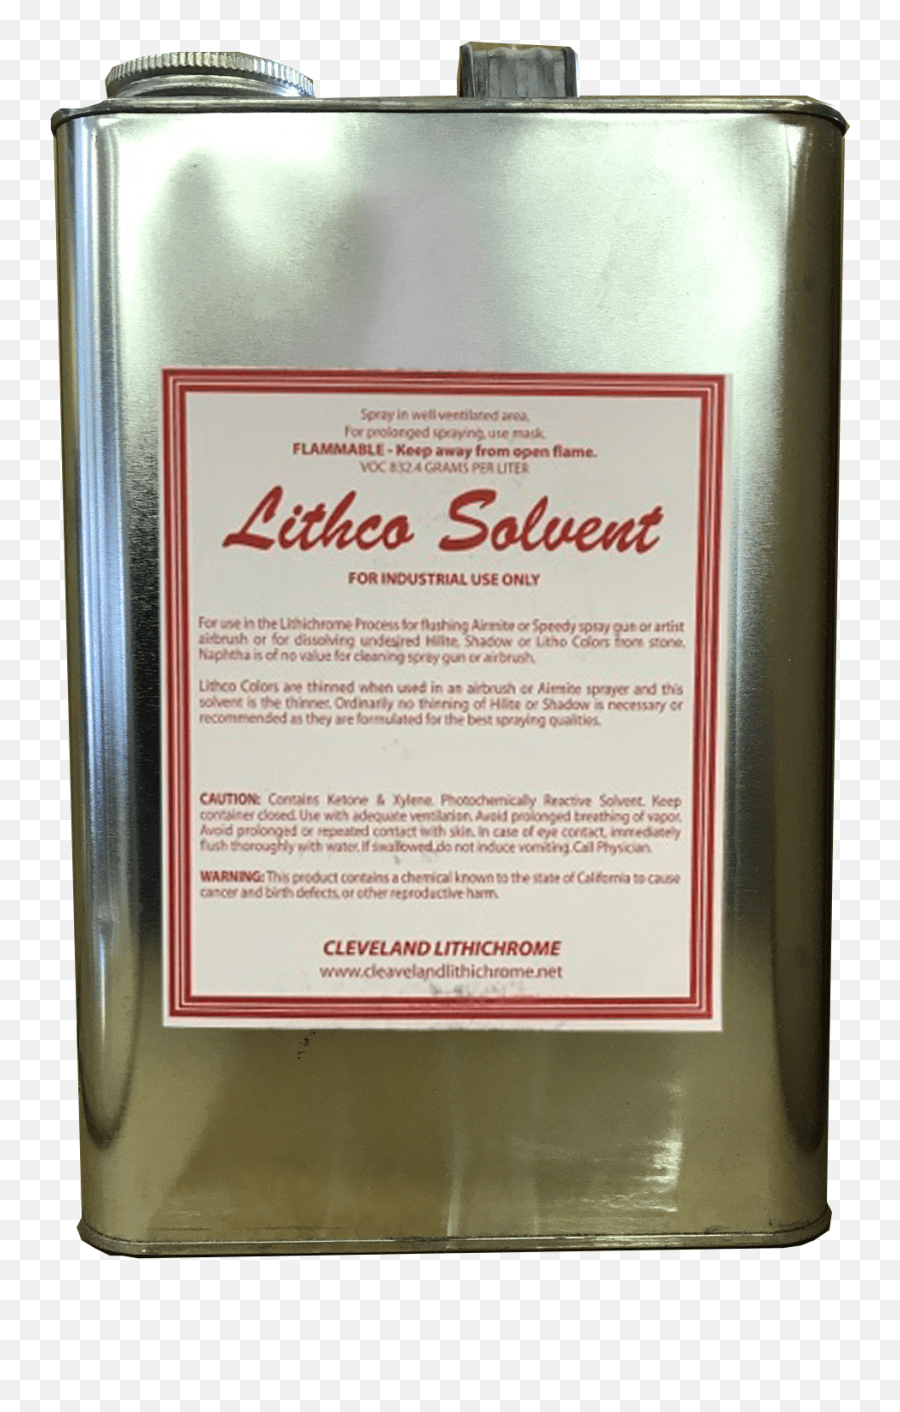 Spray in well ventilated area.
For prolonged spraying, use mask.
FLAMMABLE - Keep away from open flame.
VOC 832.4 GRAMS PER LITER
Lithco Solvent
FOR INDUSTRIAL USE ONLY
For use in the Lithichrome Process for flushing Airmite or Speedy spray gun or artist
airbrush or for dissolving undesired Hilite, Shadow or Litho Colors from stone.
Naphtha is of no value for cleaning spray gun or airbrush.
Lithco Colors are thinned when used in an airbrush or Airmite sprayer and this
solvent is the thinner. Ordinarily no thinning of Hilite or Shadow is necessary or
recommended as they are formulated for the best spraying qualities.
CAUTION: Contains Ketone & Xylene. Photochemically Reactive Solvent. Keep
container closed. Use with adequate ventilation. Avoid prolonged breathing of vapor.
Avoid prolonged or repeated contact with skin. In case of eye contact, immediately
flush thoroughly with water. If swallowed, do not induce vomiting. Call Physician.
WARNING: This product contains a chemical known to the state of California to cause
cancer and birth defects, or other reproductive harm.
CLEVELAND LITHICHROME
www.cleavelandlithichrome.net